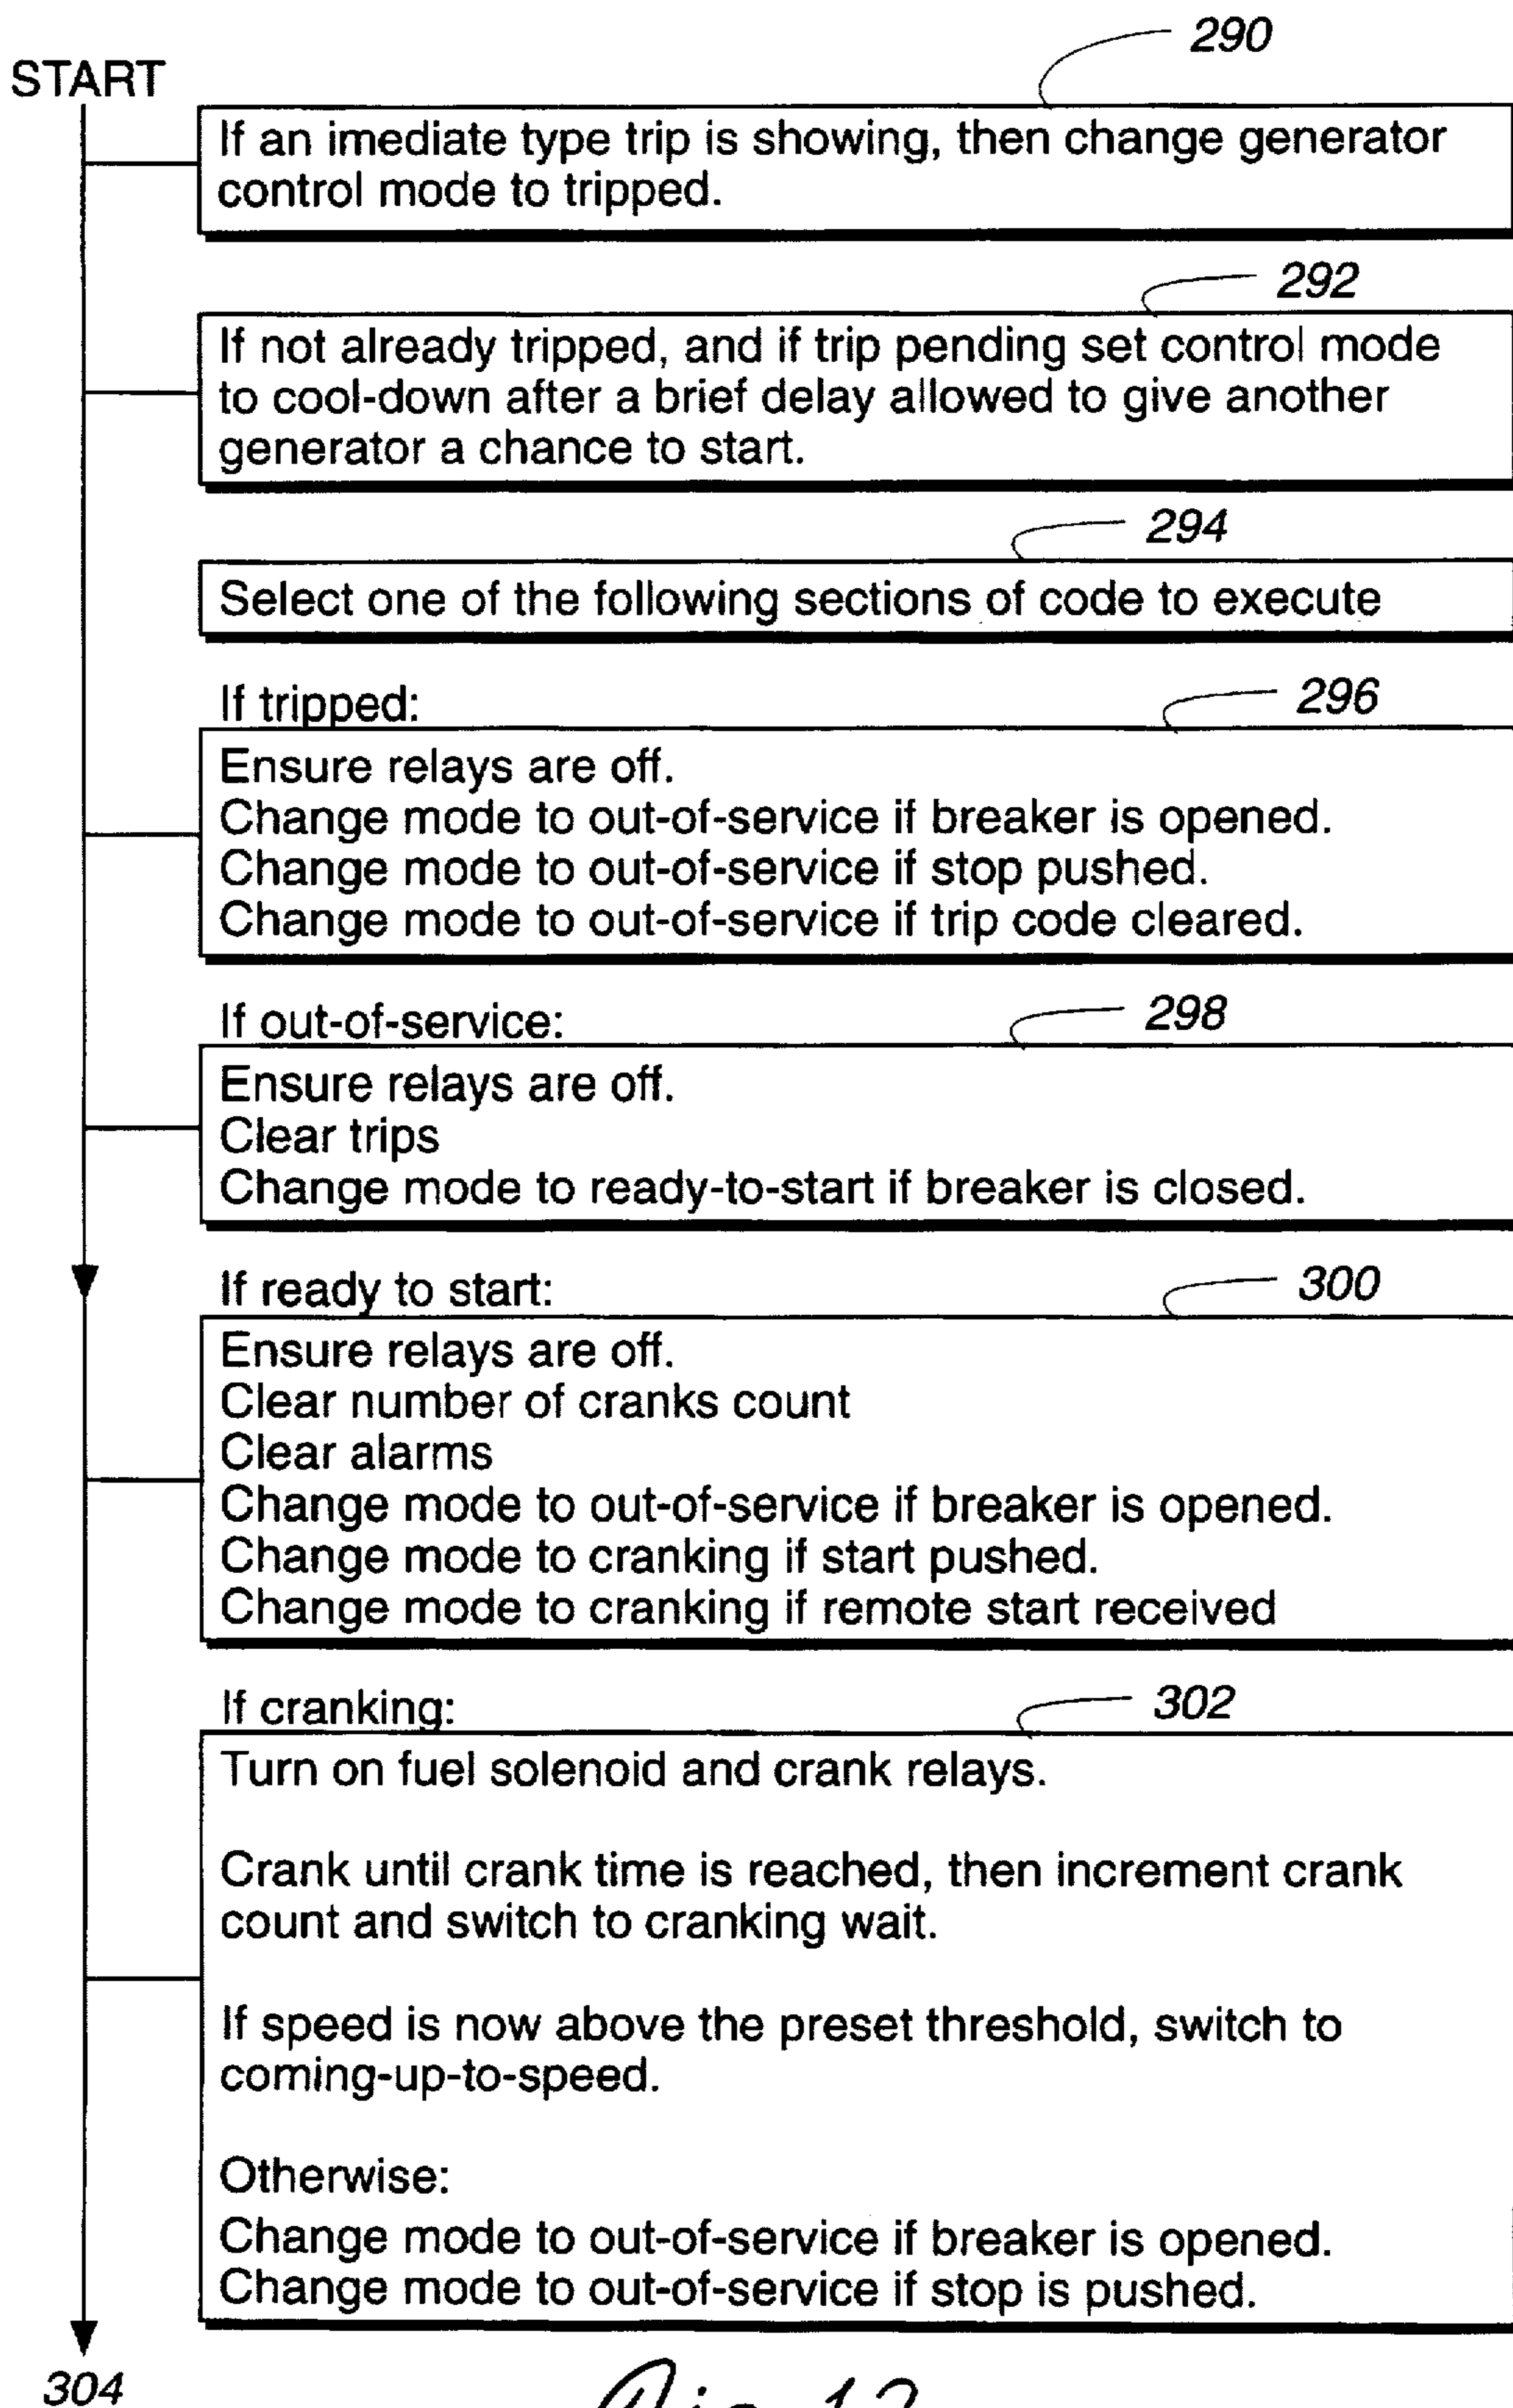 290
START
If an imediate type trip is showing, then change generator
control mode to tripped.
292
If not already tripped, and if trip pending set control mode
to cool-down after a brief delay allowed to give another
generator a chance to start.
294
Select one of the following sections of code to execute
If tripped:
296
Ensure relays are off.
Change mode to out-of-service if breaker is opened.
Change mode to out-of-service if stop pushed.
Change mode to out-of-service if trip code cleared.
If out-of-service:
298
Ensure relays are off.
Clear trips
Change mode to ready-to-start if breaker is closed.
If ready to start:
300
Ensure relays are off.
Clear number of cranks count
Clear alarms
Change mode to out-of-service if breaker is opened.
Change mode to cranking if start pushed.
Change mode to cranking if remote start received
If cranking:
302
Turn on fuel solenoid and crank relays.
Crank until crank time is reached, then increment crank
count and switch to cranking wait.
If speed is now above the preset threshold, switch to
coming-up-to-speed.
Otherwise:
Change mode to out-of-service if breaker is opened.
Change mode to out-of-service if stop is pushed.
304